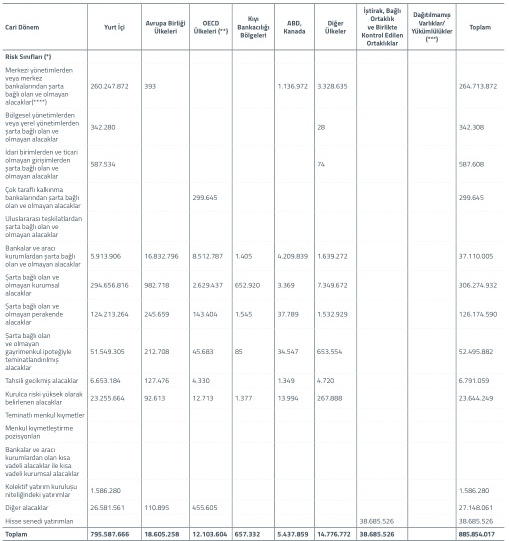 Cari Dönem Yurt İçi Avrupa Birliği Ülkeleri OECD Ülkeleri (**) Kıyı Bankacılığı Bölgeleri ABD, Kanada Diğer Ülkeler İştirak, Bağlı Ortaklık ve Birlikte Kontrol Edilen Ortaklıklar Dağıtılmamış Varlıklar/ Yükümlülükler (***) Toplam
Risk Sınıfları (*)
Merkezi yönetimlerden
veya merkez
bankalarından şarta
bağlı olan ve olmayan
alacaklar(****) 260.247.872 393 1.136.972 3.328.635 264.713.872
Bölgesel yönetimlerden
veya yerel yönetimlerden
şarta bağlı olan ve
olmayan alacaklar 342.280 28 342.308
İdari birimlerden ve ticari
olmayan girişimlerden
şarta bağlı olan ve
olmayan alacaklar 587.534 74 587.608
Çok taraflı kalkınma
bankalarından şarta bağlı
olan ve olmayan alacaklar 299.645 299.645
Uluslararası teşkilatlardan
şarta bağlı olan ve
olmayan alacaklar
Bankalar ve aracı
kurumlardan şarta bağlı
olan ve olmayan alacaklar 5.913.906 16.832.796 8.512.787 1.405 4.209.839 1.639.272 37.110.005
Şarta bağlı olan ve
olmayan kurumsal
alacaklar 294.656.816 982.718 2.629.437 652.920 3.369 7.349.672 306.274.932
Şarta bağlı olan ve
olmayan perakende
alacaklar 124.213.264 245.659 143.404 1.545 37.789 1.532.929 126.174.590
Şarta bağlı olan
ve olmayan
gayrimenkul ipoteğiyle
teminatlandırılmış
alacaklar 51.549.305 212.708 45.683 85 34.547 653.554 52.495.882
Tahsili gecikmiş alacaklar 6.653.184 127.476 4.330 1.349 4.720 6.791.059
Kurulca riski yüksek olarak
belirlenen alacaklar 23.255.664 92.613 12.713 1.377 13.994 267.888 23.644.249
Teminatlı menkul kıymetler
Menkul kıymetleştirme
pozisyonları
Bankalar ve aracı
kurumlardan olan kısa
vadeli alacaklar ile kısa
vadeli kurumsal alacaklar
Kolektif yatırım kuruluşu
niteliğindeki yatırımlar 1.586.280 1.586.280
Diğer alacaklar 26.581.561 110.895 455.605 27.148.061
Hisse senedi yatırımları 38.685.526 38.685.526
Toplam 795.587.666 18.605.258 12.103.604 657.332 5.437.859 14.776.772 38.685.526 885.854.017